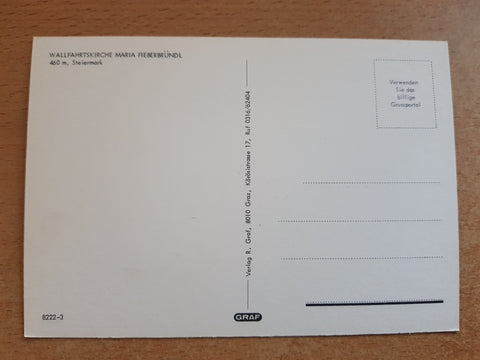 WALLFAHRTSKIRCHE MARIA FIEBERBRÜNDL
460 m, Steiermark
Verlag R. Graf, 8010 Graz, Körösistrasse 17, Ruf 0316/62404
Verwenden
Sie das
billige
Grussportol
8222-3
GRAF